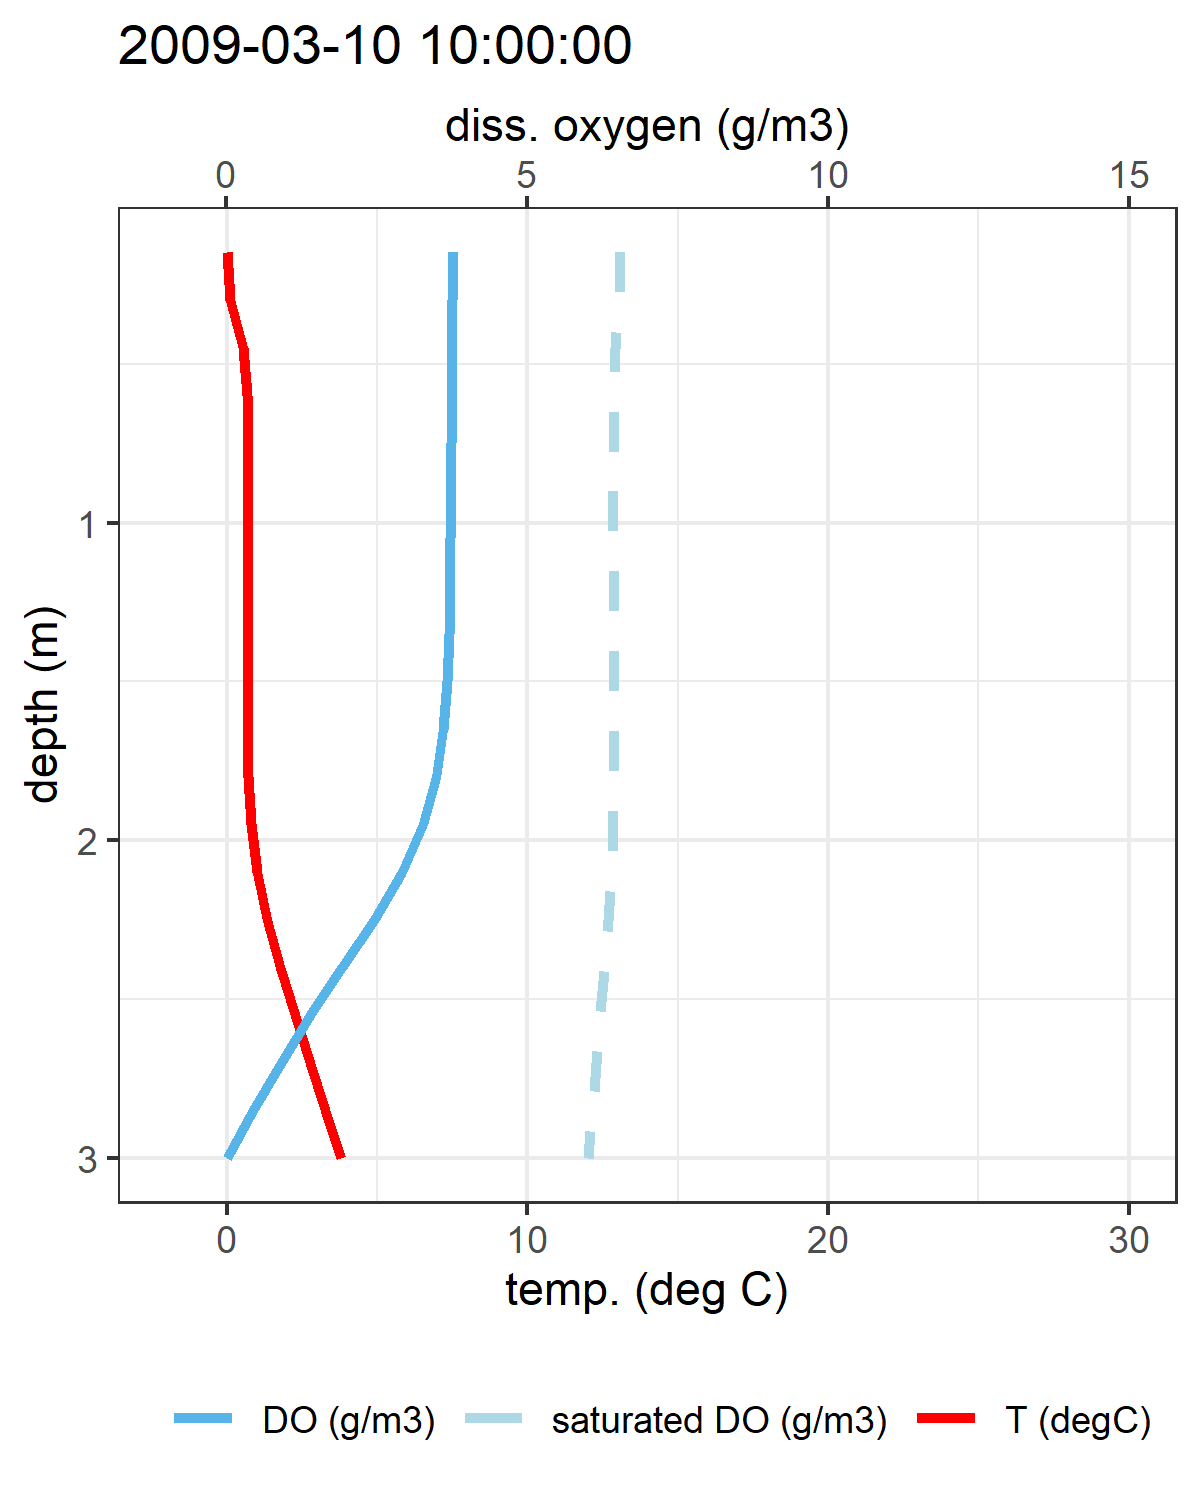 2009-03-10 10:00:00
diss. oxygen (g/m3)
0 5 10 15
depth (m)
1
2
3
0 10 20 30
temp. (deg C)
DO (g/m3) saturated DO (g/m3) T (degC)